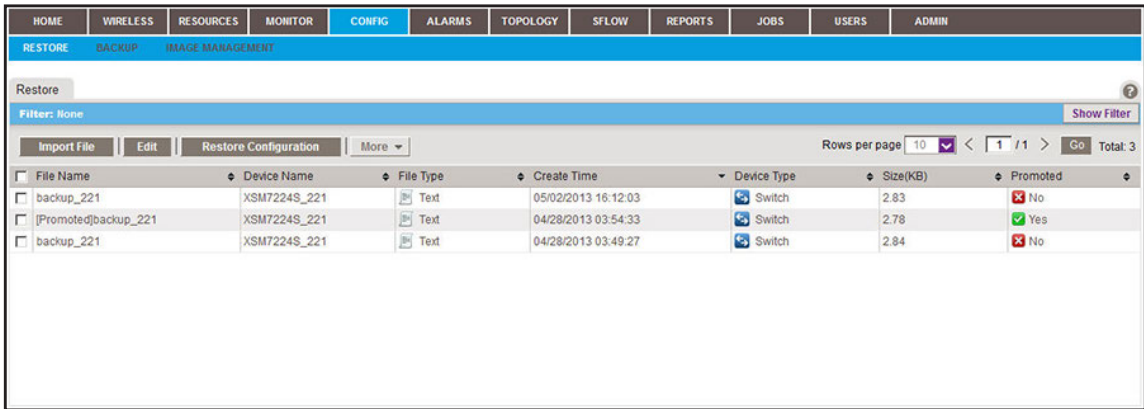 HOME WIRELESS RESOURCES MONITOR CONFIG ALARMS TOPOLOGY SFLOW REPORTS JOBS USERS ADMIN
RESTORE BACKUP IMAGE MANAGEMENT
Restore
Filter: None Show Filter
Import File Edit Restore Configuration More Rows per page 10 < 1 /1 > Go Total: 3
File Name Device Name File Type Create Time Device Type Size(KB) Promoted
backup_221 XSM7224S_221 Text 05/02/2013 16:12:03 Switch 2.83 No
[Promoted]backup_221 XSM7224S_221 Text 04/28/2013 03:54:33 Switch 2.78 Yes
backup_221 XSM7224S_221 Text 04/28/2013 03:49:27 Switch 2.84 No